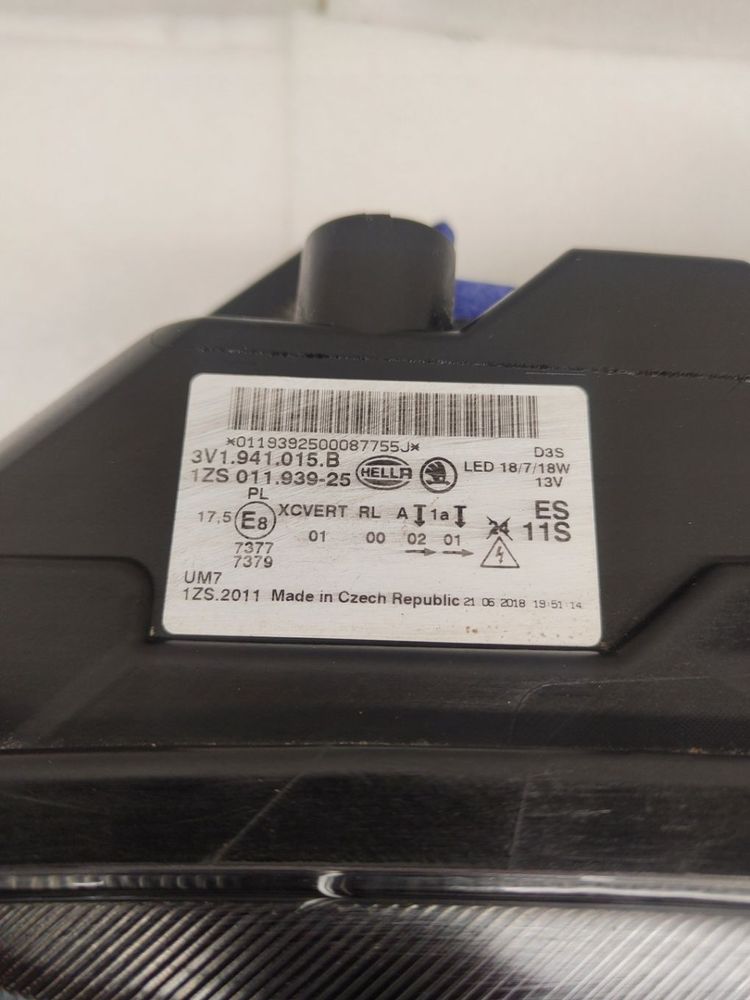 *0119392500087755J*
3V1.941.015.B
1ZS 011.939-25
HELLA
D3S
LED 18/7/18W
13V
PL
17,5 E8 XCVERT RL A 1a
01 00 02 01
7377
7379
24
ES
11S
UM7
1ZS.2011 Made in Czech Republic 21 06 2018 19:51:14